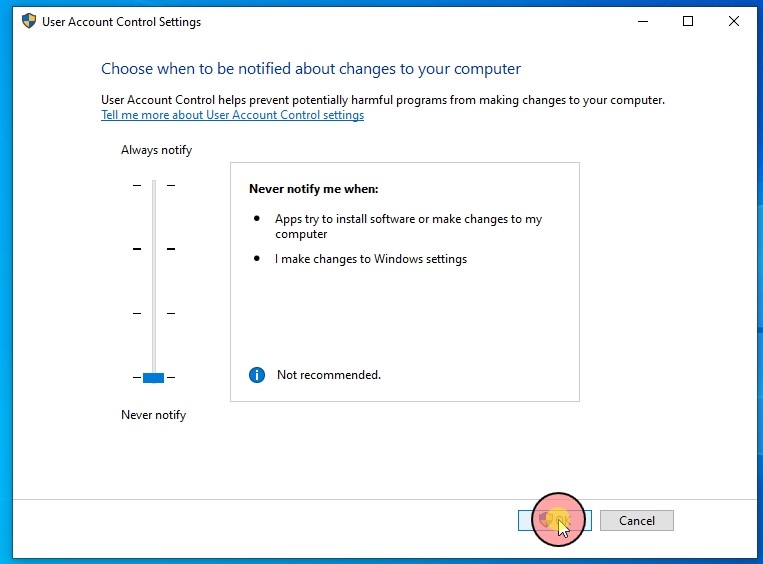 User Account Control Settings
Choose when to be notified about changes to your computer
User Account Control helps prevent potentially harmful programs from making changes to your computer.
Tell me more about User Account Control settings
Always notify
Never notify me when:
Apps try to install software or make changes to my
computer
I make changes to Windows settings
Not recommended.
Never notify
Cancel